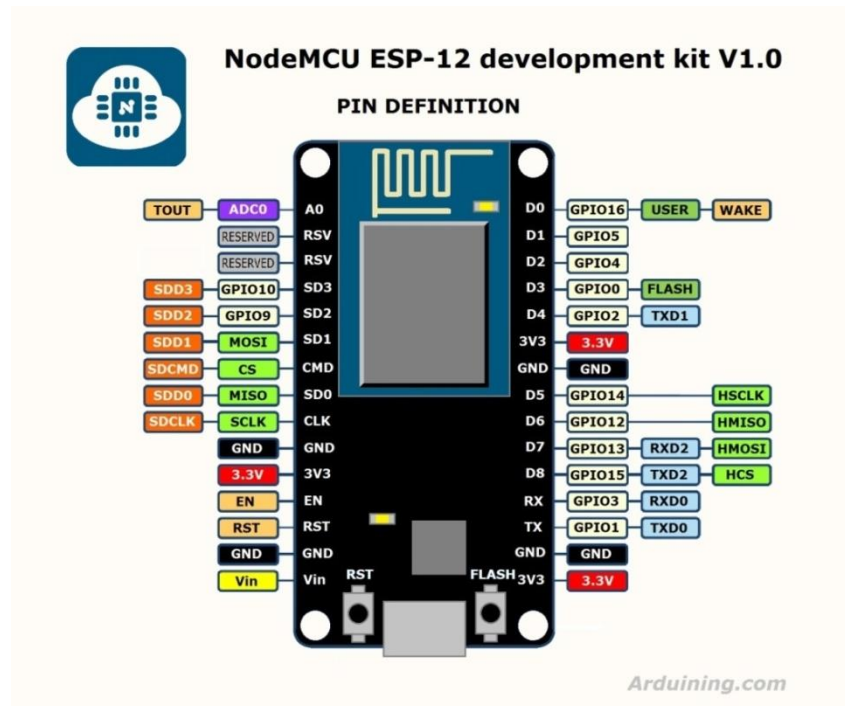 NodeMCU ESP-12 development kit V1.0
PIN DEFINITION
TOUT ADC0 A0 D0 GPIO16 USER WAKE
RESERVED RSV D1 GPIO5
RESERVED RSV D2 GPIO4
SDD3 GPIO10 SD3 D3 GPIO0 FLASH
SDD2 GPIO9 SD2 D4 GPIO2 TXD1
SDD1 MOSI SD1 3V3 3.3V
SDCMD CS CMD GND GND
SDD0 MISO SD0 D5 GPIO14 HSCLK
SDCLK SCLK CLK D6 GPIO12 HMISO
GND GND D7 GPIO13 RXD2 HMOSI
3.3V 3V3 D8 GPIO15 TXD2 HCS
EN EN RX GPIO3 RXD0
RST RST TX GPIO1 TXD0
GND GND GND GND
Vin Vin RST FLASH 3V3 3.3V
Arduining.com